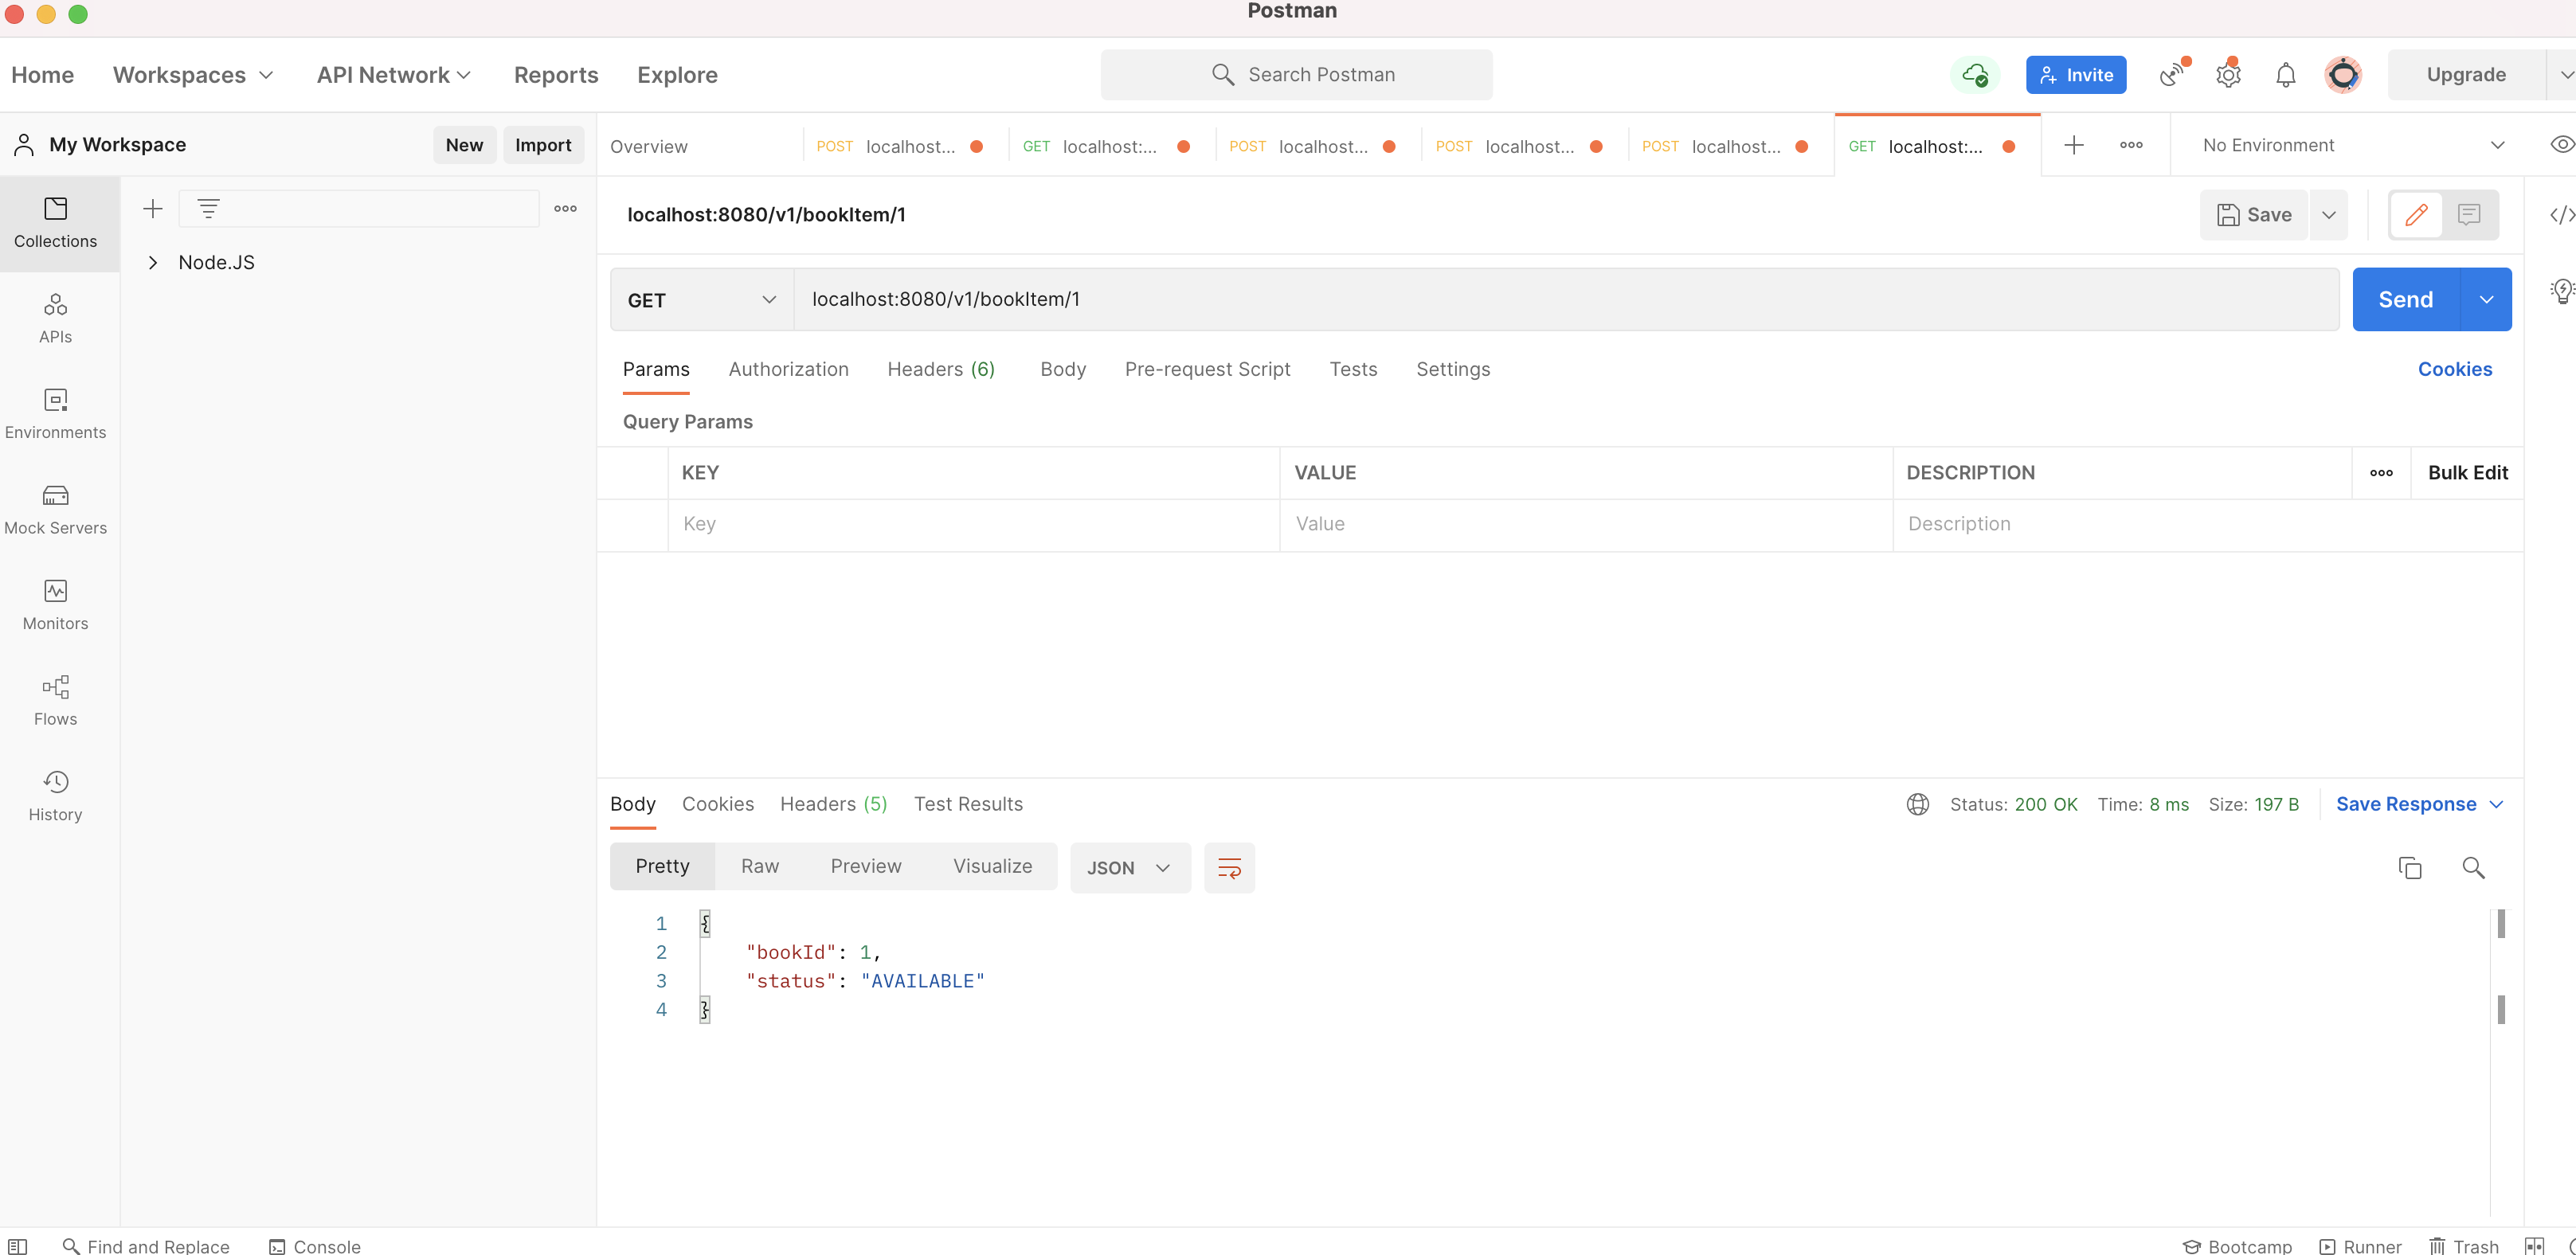 Postman
Home Workspaces API Network Reports Explore Search Postman Invite Upgrade
My Workspace New Import Overview POST localhost... GET localhost:... POST localhost... POST localhost... POST localhost... GET localhost:... No Environment
Collections
Node.JS
APIs
Environments
Mock Servers
Monitors
Flows
History
localhost:8080/v1/bookItem/1 Save
GET localhost:8080/v1/bookItem/1 Send
Params Authorization Headers (6) Body Pre-request Script Tests Settings Cookies
Query Params
KEY VALUE DESCRIPTION Bulk Edit
Key Value Description
Body Cookies Headers (5) Test Results Status: 200 OK Time: 8 ms Size: 197 B Save Response
Pretty Raw Preview Visualize JSON
1 {
2 "bookId": 1,
3 "status": "AVAILABLE"
4 }
Find and Replace Console Bootcamp Runner Trash